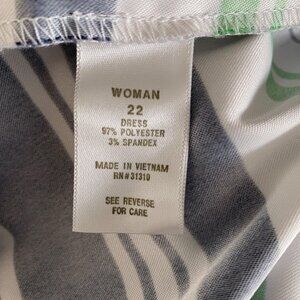 WOMAN
22
DRESS
97% POLYESTER
3% SPANDEX
MADE IN VIETNAM
RN#31310
SEE REVERSE
FOR CARE